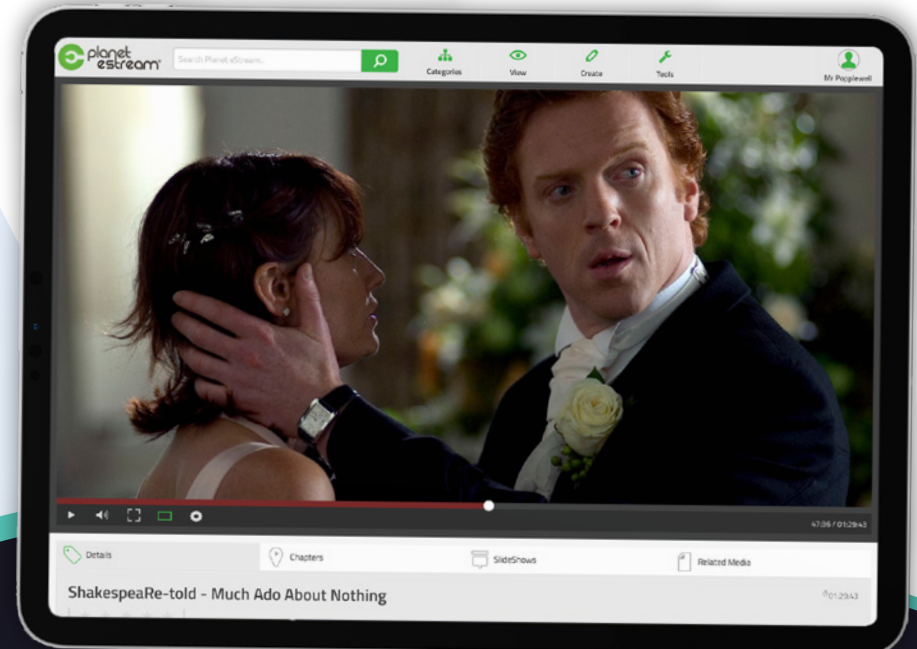 planet
estream
Search Planet eStream...
Categories
View
Create
Tools
Mr Popplewell
47:06 / 01:29:43
Details
Chapters
SlideShows
Related Media
ShakespeaRe-told - Much Ado About Nothing
01:29:43